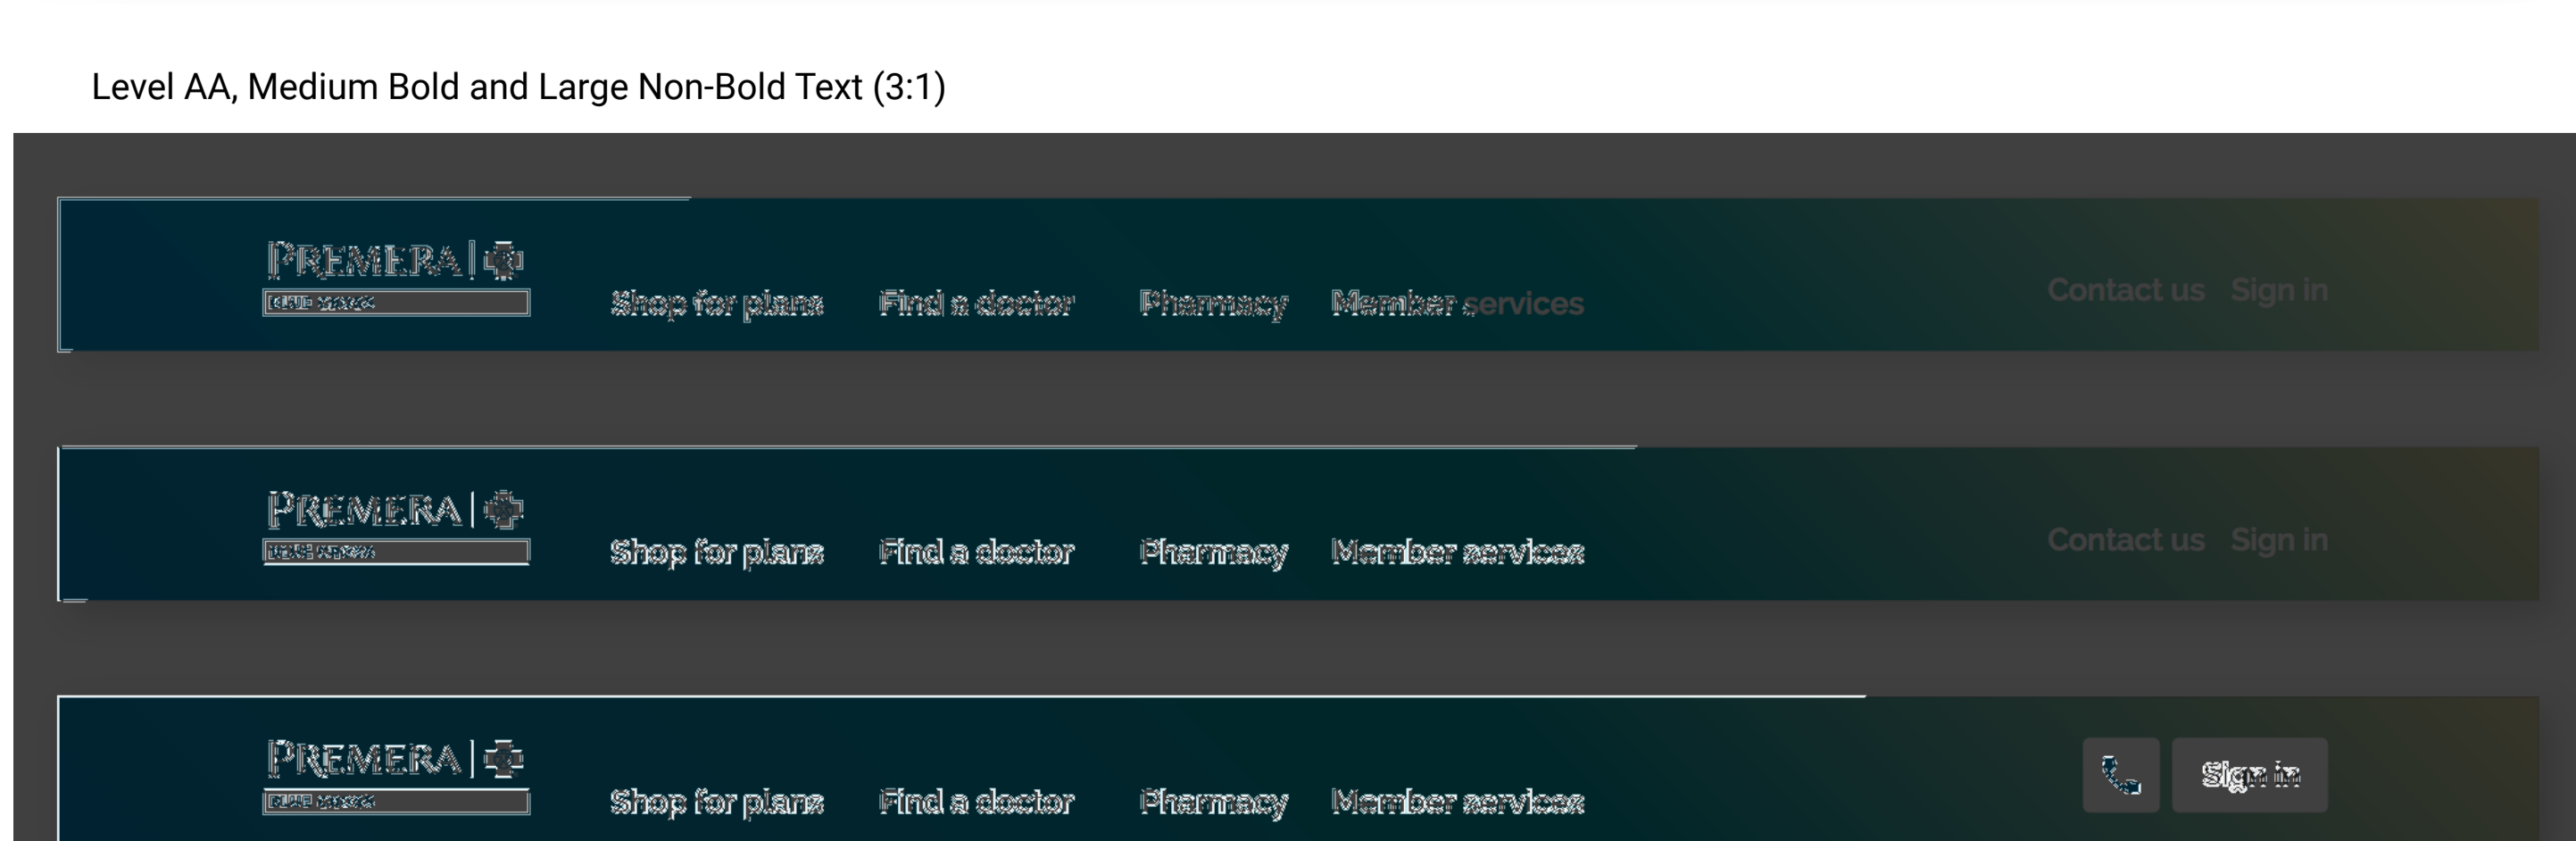 Level AA, Medium Bold and Large Non-Bold Text (3:1)
PREMERA
Shop for plans Find a doctor Pharmacy Member services Contact us Sign in
PREMERA
Shop for plans Find a doctor Pharmacy Member services Contact us Sign in
PREMERA
Shop for plans Find a doctor Pharmacy Member services Sign in